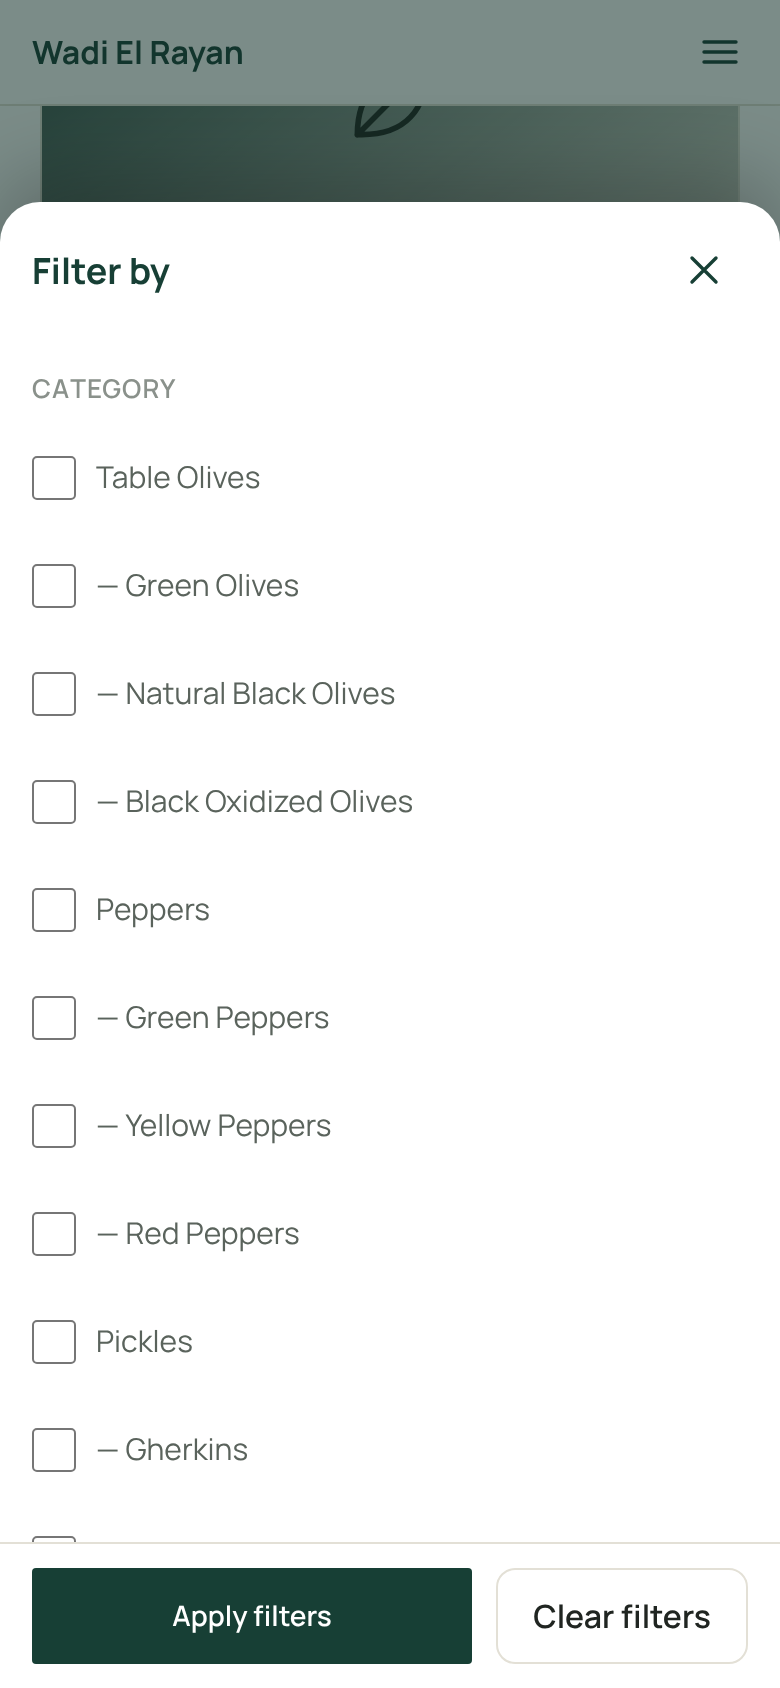 Wadi El Rayan
Filter by
CATEGORY
Table Olives
— Green Olives
— Natural Black Olives
— Black Oxidized Olives
Peppers
— Green Peppers
— Yellow Peppers
— Red Peppers
Pickles
— Gherkins
Apply filters
Clear filters